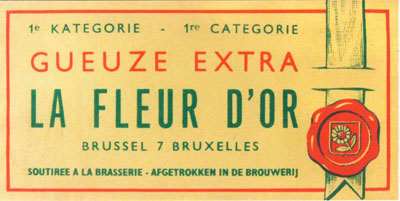 1e KATEGORIE - 1re CATEGORIE
GUEUZE EXTRA
LA FLEUR D'OR
BRUSSEL 7 BRUXELLES
SOUTIREE A LA BRASSERIE - AFGETROKKEN IN DE BROUWERIJ